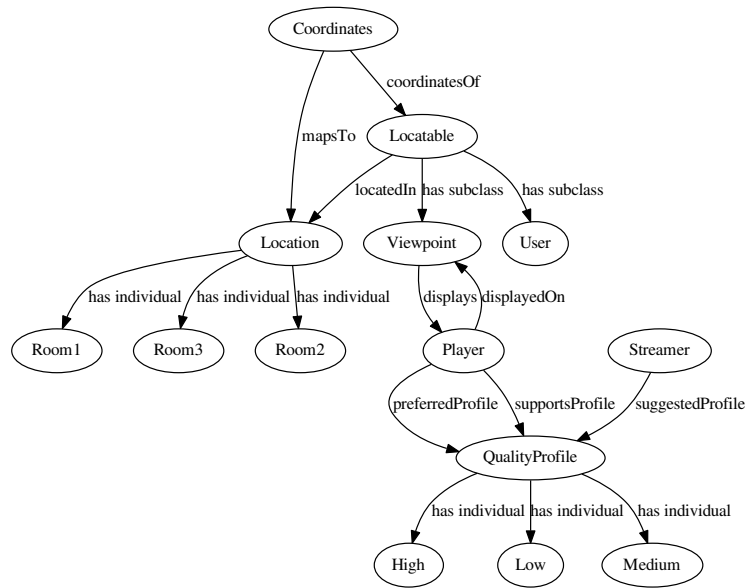 Coordinates
coordinatesOf
mapsTo
Locatable
locatedIn
has subclass
has subclass
Location
Viewpoint
User
has individual
has individual
has individual
displays
displayedOn
Room1
Room3
Room2
Player
Streamer
preferredProfile
supportsProfile
suggestedProfile
QualityProfile
has individual
has individual
has individual
High
Low
Medium